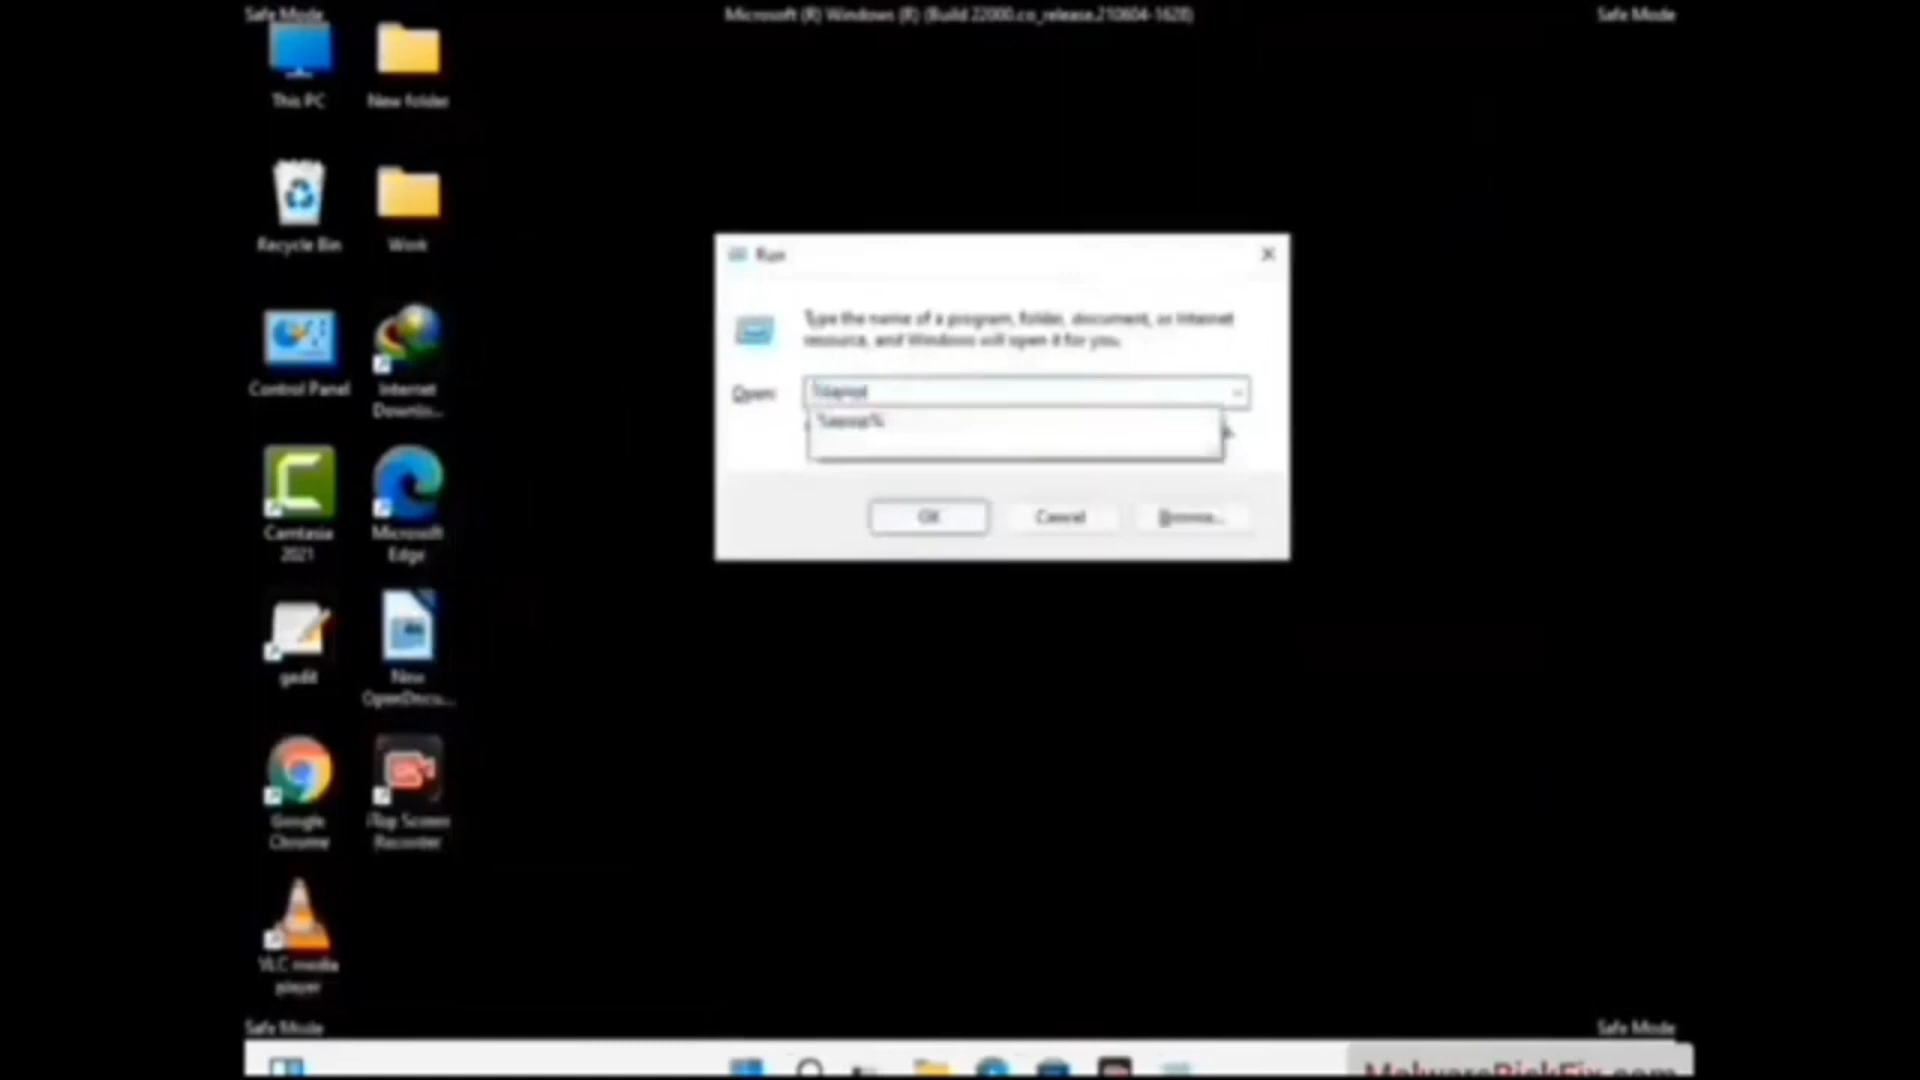 Safe Mode
Microsoft (R) Windows (R) (Build 22000.co_release.210604-1628)
Safe Mode
This PC
New folder
Recycle Bin
Work
Control Panel
Internet
Downlo...
Camtasia
2021
Microsoft
Edge
gedit
New
OpenDocu...
Google
Chrome
iTop Screen
Recorder
VLC media
player
Run
Type the name of a program, folder, document, or Internet
resource, and Windows will open it for you.
Open:
OK
Cancel
Browse...
Safe Mode
Safe Mode
MalwareRiskFix.com